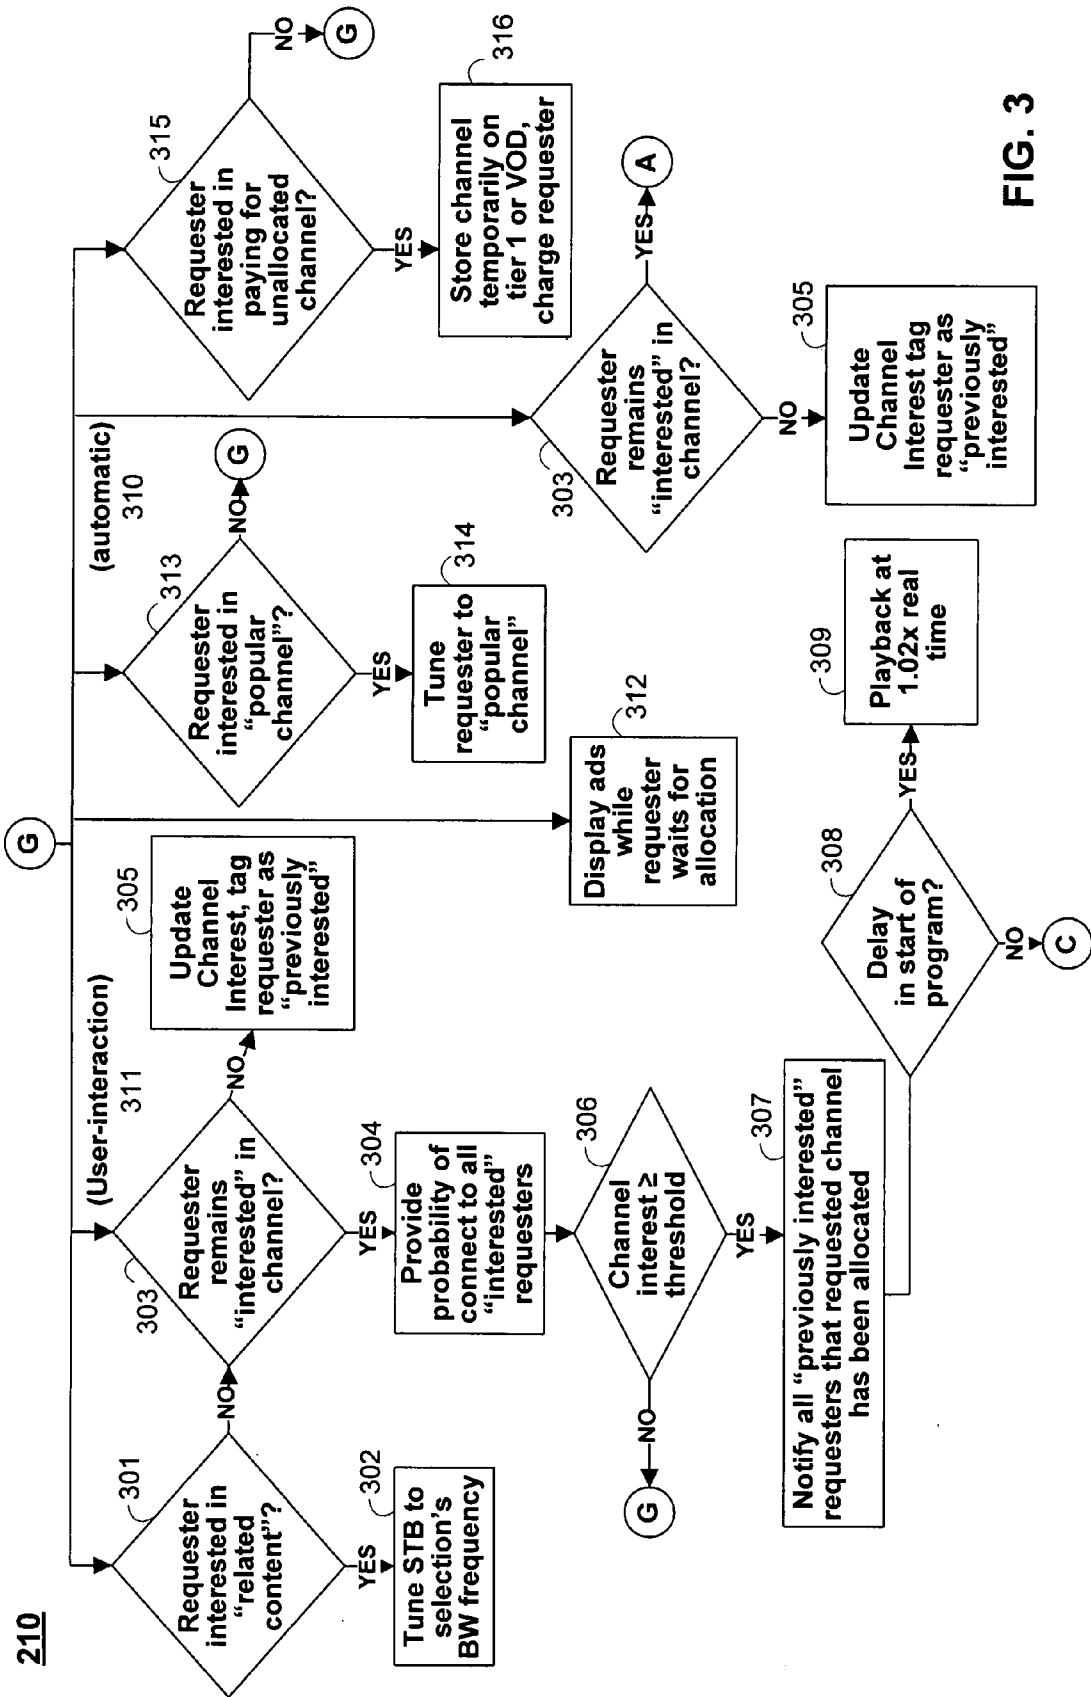 210
G
(User-interaction)
311
(automatic)
310
301
Requester
interested in
“related
content”?
YES
NO
302
Tune STB to
selection’s
BW frequency
303
Requester
remains
“interested” in
channel?
NO
YES
305
Update
Channel
Interest, tag
requester as
“previously
interested”
304
Provide
probability of
connect to all
“interested”
requesters
306
Channel
interest ≥
threshold
NO
G
YES
307
Notify all “previously interested”
requesters that requested channel
has been allocated
308
Delay
in start of
program?
YES
NO
C
309
Playback at
1.02x real
time
312
Display ads
while
requester
waits for
allocation
313
Requester
interested in
“popular
channel”?
NO
G
YES
314
Tune
requester to
“popular
channel”
303
Requester
remains
“interested” in
channel?
YES
A
NO
305
Update
Channel
Interest tag
requester as
“previously
interested”
315
Requester
interested in
paying for
unallocated
channel?
NO
G
YES
316
Store channel
temporarily on
tier 1 or VOD,
charge requester
FIG. 3